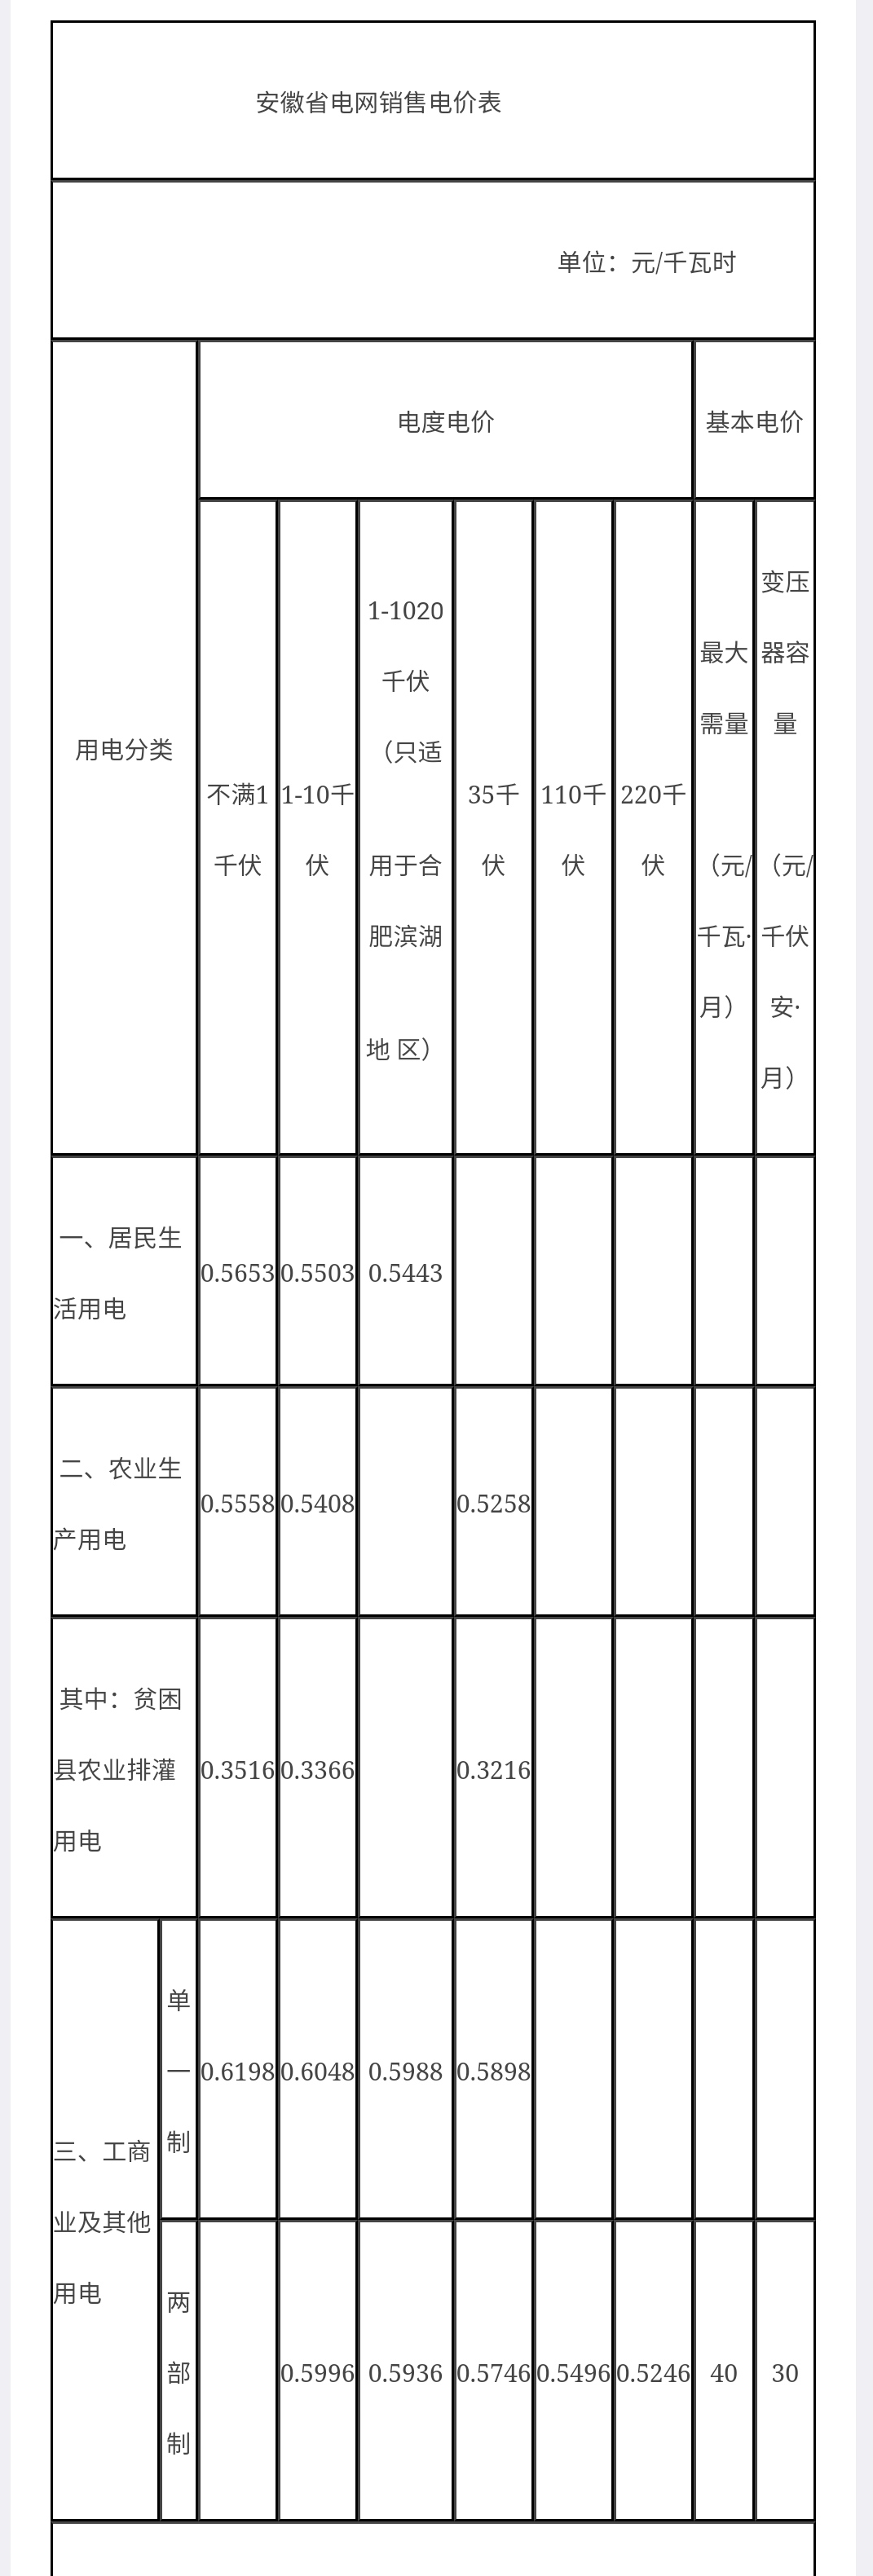 安徽省电网销售电价表
单位：元/千瓦时
用电分类
电度电价
基本电价
不满1
千伏
1-10千
伏
1-1020
千伏
（只适
用于合
肥滨湖
地 区）
35千
伏
110千
伏
220千
伏
最大
需量
（元/
千瓦·
月）
变压
器容
量
（元/
千伏
安·
月）
一、居民生
活用电
0.5653 0.5503 0.5443
二、农业生
产用电
0.5558 0.5408 0.5258
其中：贫困
县农业排灌
用电
0.3516 0.3366 0.3216
三、工商
业及其他
用电
单
一
制
0.6198 0.6048 0.5988 0.5898
两
部
制
0.5996 0.5936 0.5746 0.5496 0.5246 40 30